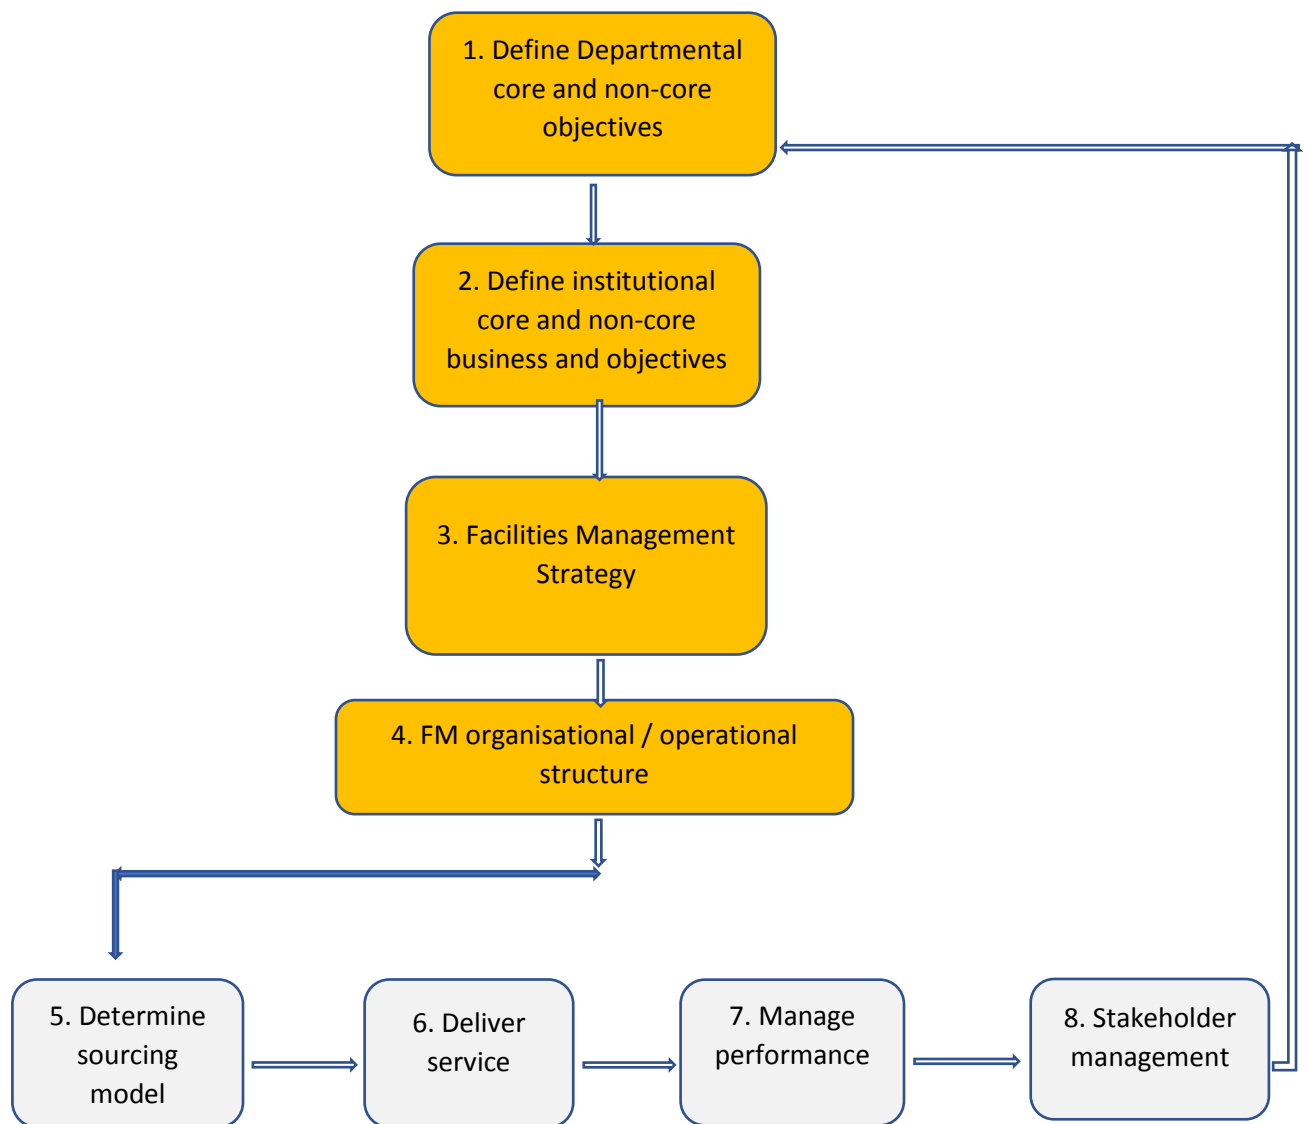 1. Define Departmental
core and non-core
objectives
2. Define institutional
core and non-core
business and objectives
3. Facilities Management
Strategy
4. FM organisational / operational
structure
5. Determine
sourcing
model
6. Deliver
service
7. Manage
performance
8. Stakeholder
management